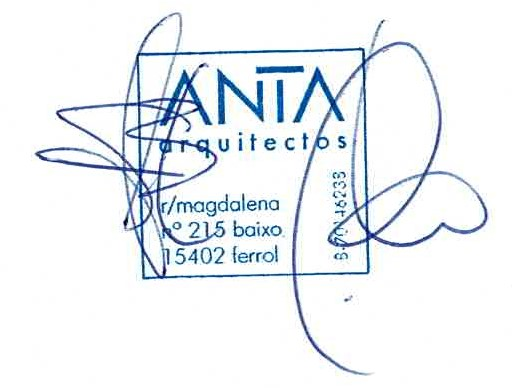 ANTA
arquitectos
r/magdalena
nº 215 baixo
15402 ferrol